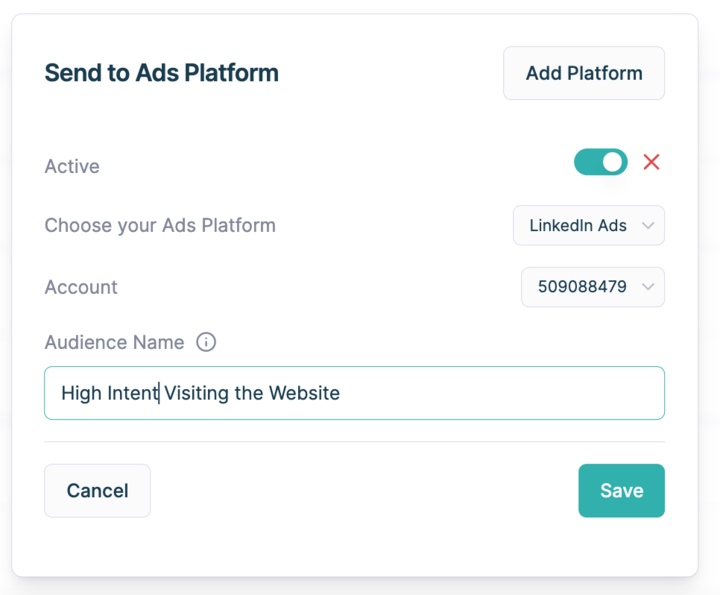 Send to Ads Platform
Add Platform
Active
Choose your Ads Platform
LinkedIn Ads
Account
509088479
Audience Name
High Intent Visiting the Website
Cancel
Save